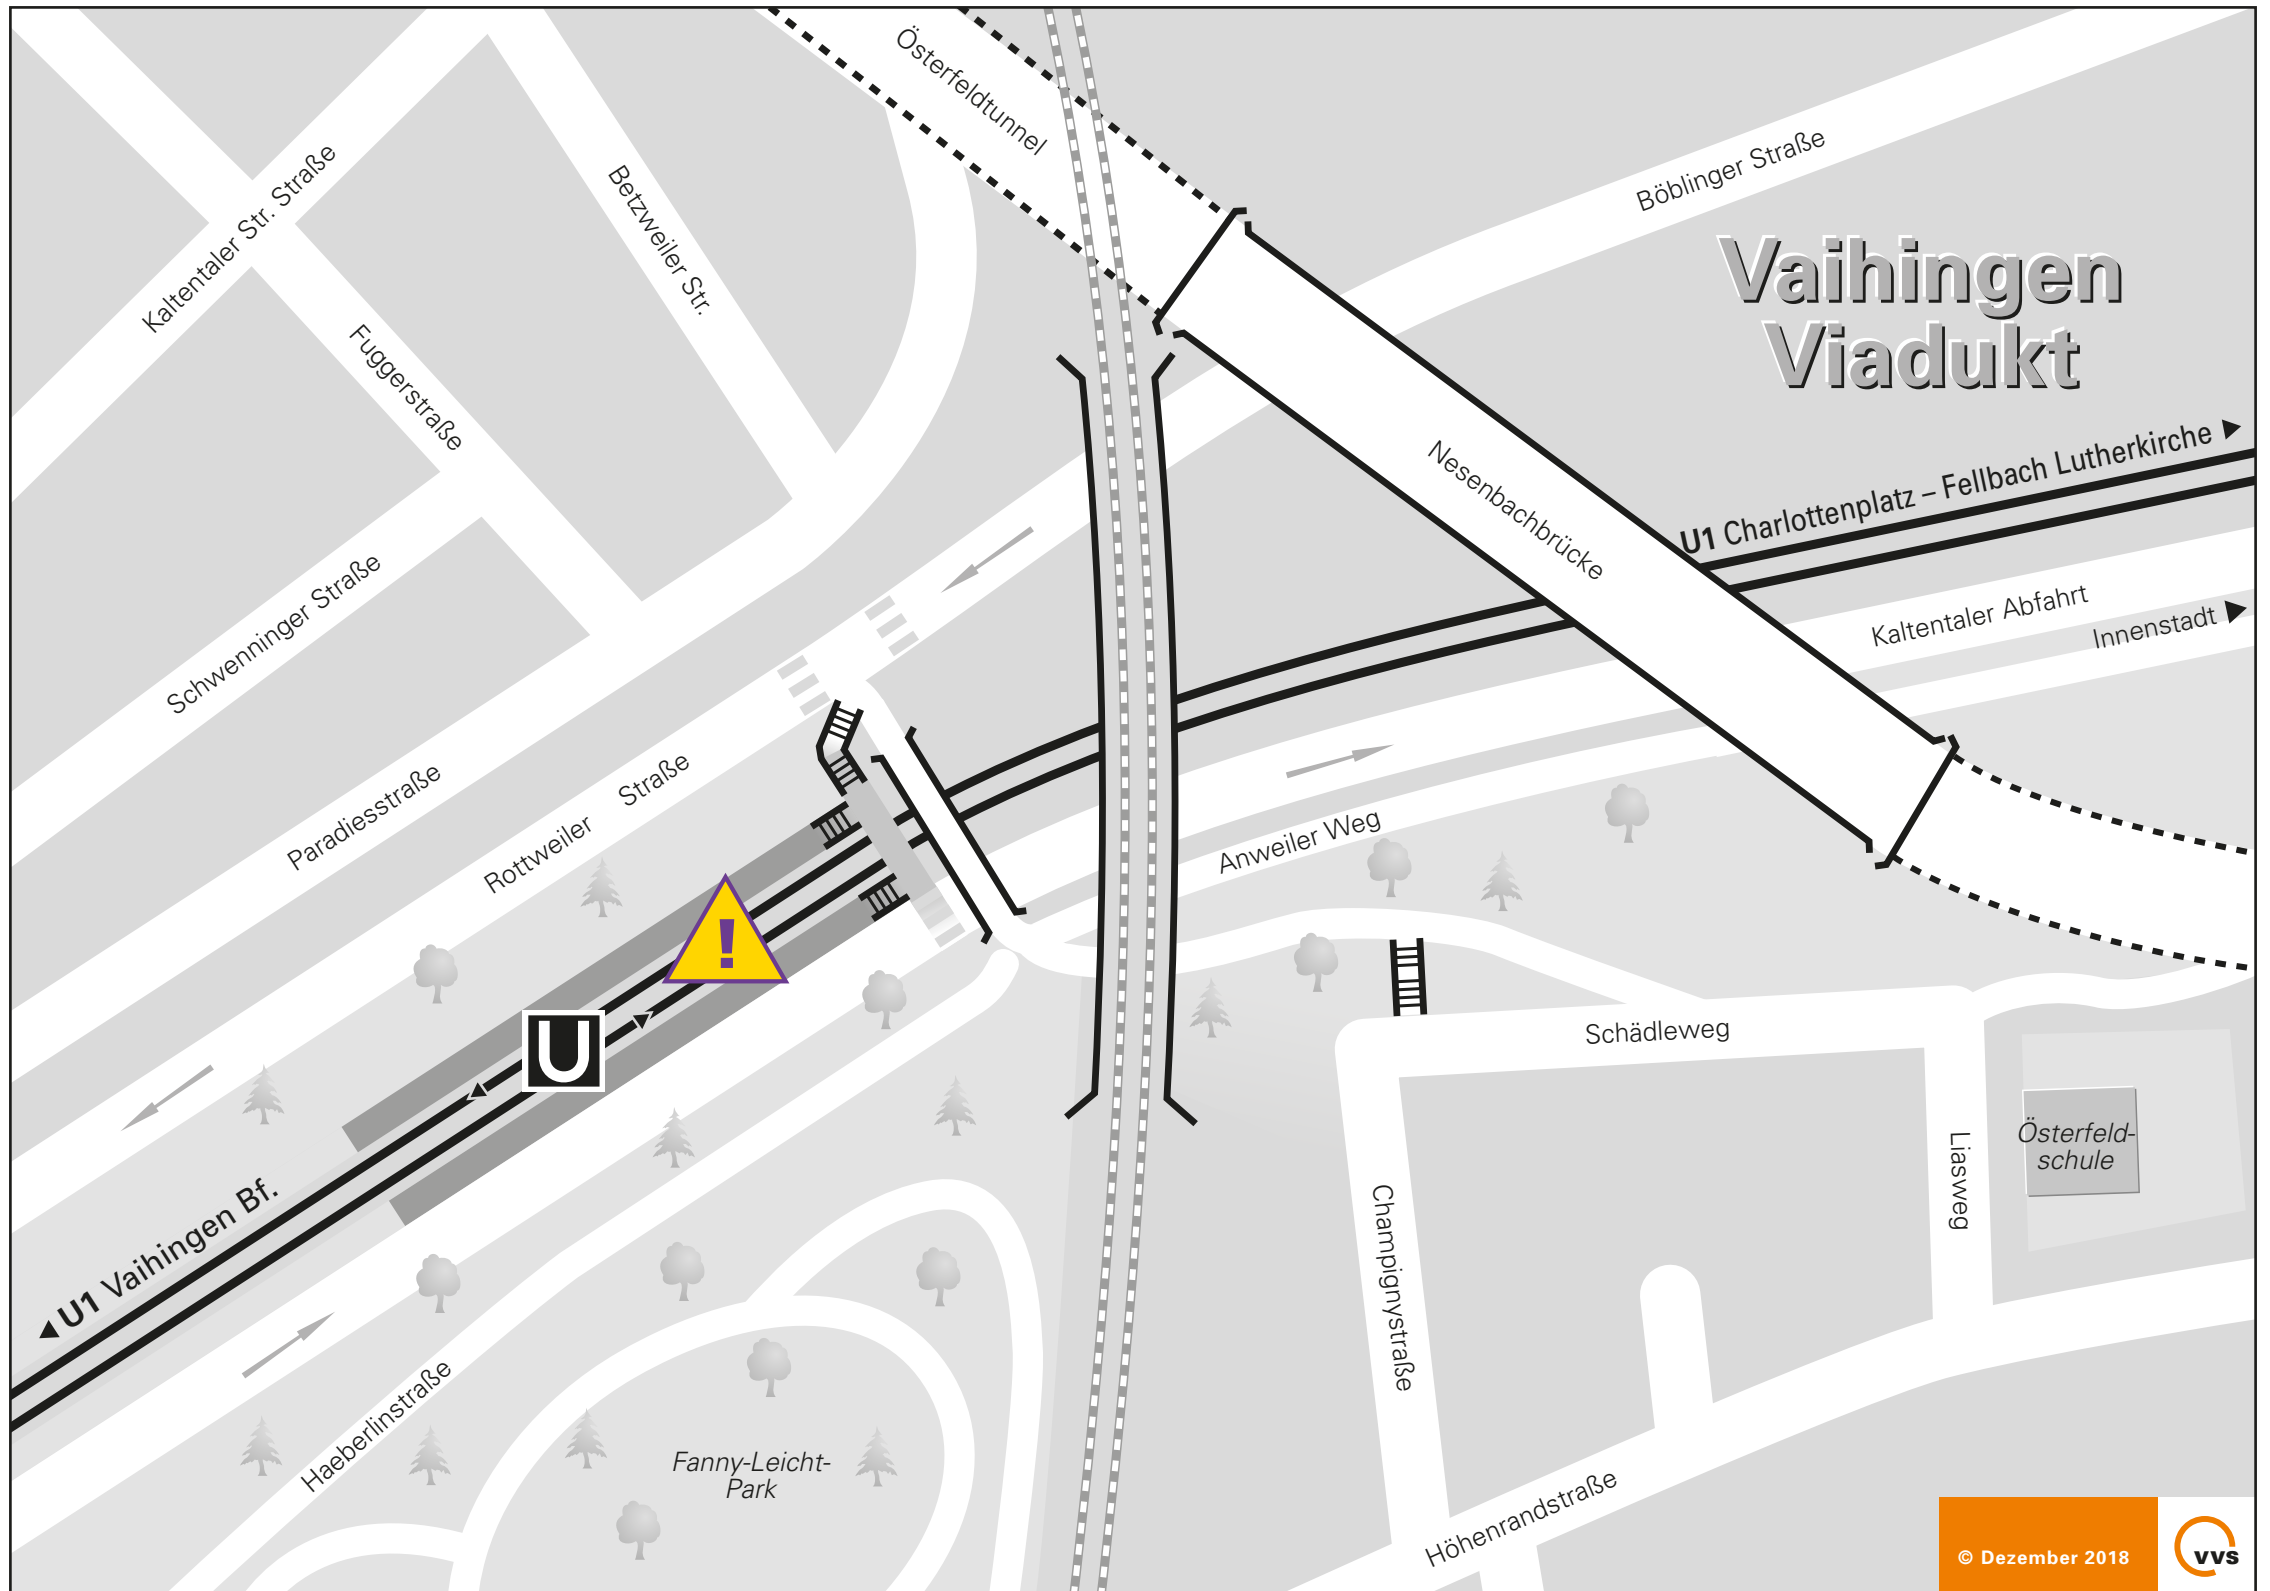 Österfeldtunnel
Böblinger Straße
Kaltentaler Str. Straße
Betzweiler Str.
Vaihingen
Viadukt
Fuggerstraße
Nesenbachbrücke
U1 Charlottenplatz – Fellbach Lutherkirche
Kaltentaler Abfahrt
Innenstadt
Schwenninger Straße
Paradiesstraße
Rottweiler Straße
Anweiler Weg
!
U
Schädleweg
Österfeld-
schule
Liasweg
U1 Vaihingen Bf.
Champignystraße
Haeberlinstraße
Fanny-Leicht-
Park
Höhenrandstraße
© Dezember 2018
vvs